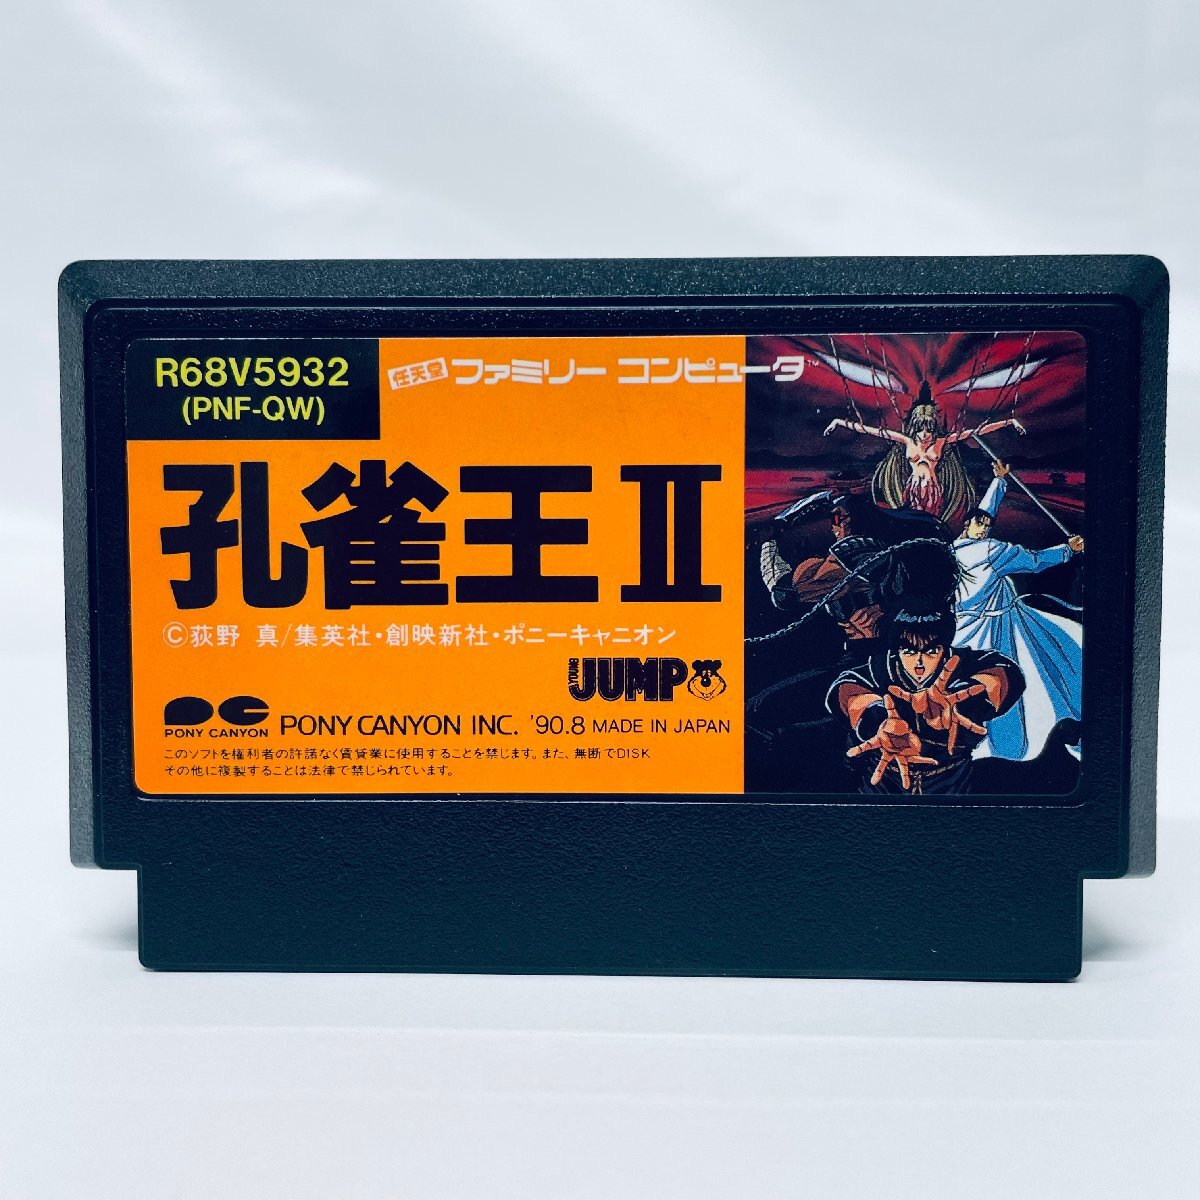 R68V5932
(PNF-QW)
任天堂 ファミリー コンピュータ™
孔雀王 II
©荻野 真/集英社・創映新社・ポニーキャニオン
YOUNG JUMP
PONY CANYON
PONY CANYON INC. '90.8 MADE IN JAPAN
このソフトを権利者の許諾なく賃貸業に使用することを禁じます。また、無断でDISK
その他に複製することは法律で禁じられています。